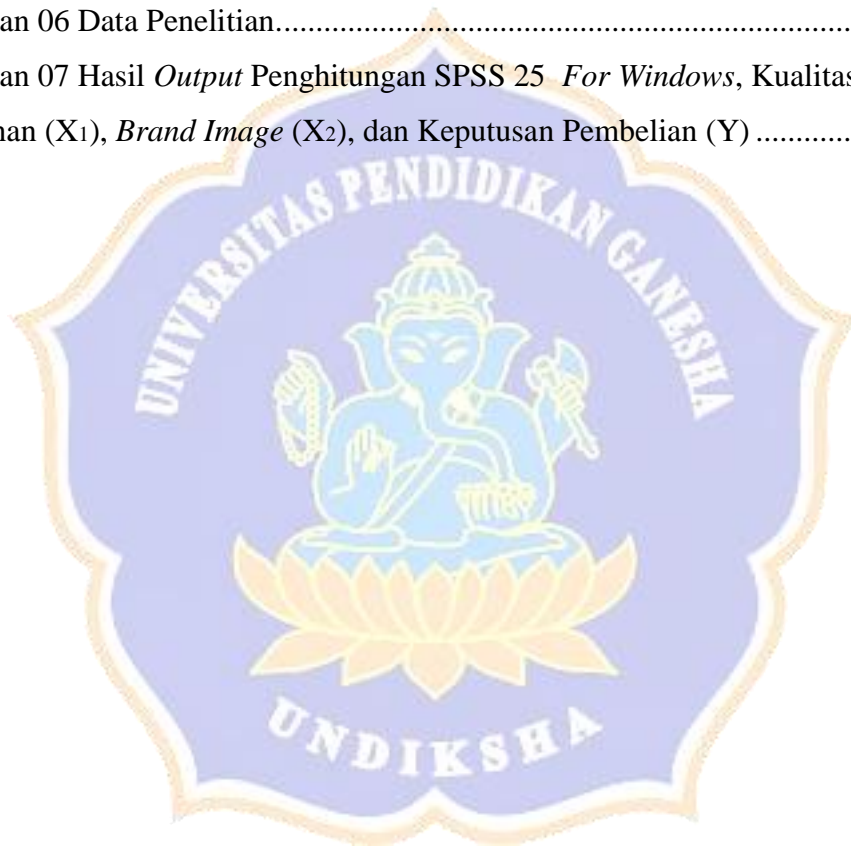 an 06 Data Penelitian.......................................................................
an 07 Hasil Output Penghitungan SPSS 25 For Windows, Kualitas
nan (X1), Brand Image (X2), dan Keputusan Pembelian (Y) .............
UNIVERSITAS PENDIDIKAN GANESHA
UNDIKSHA